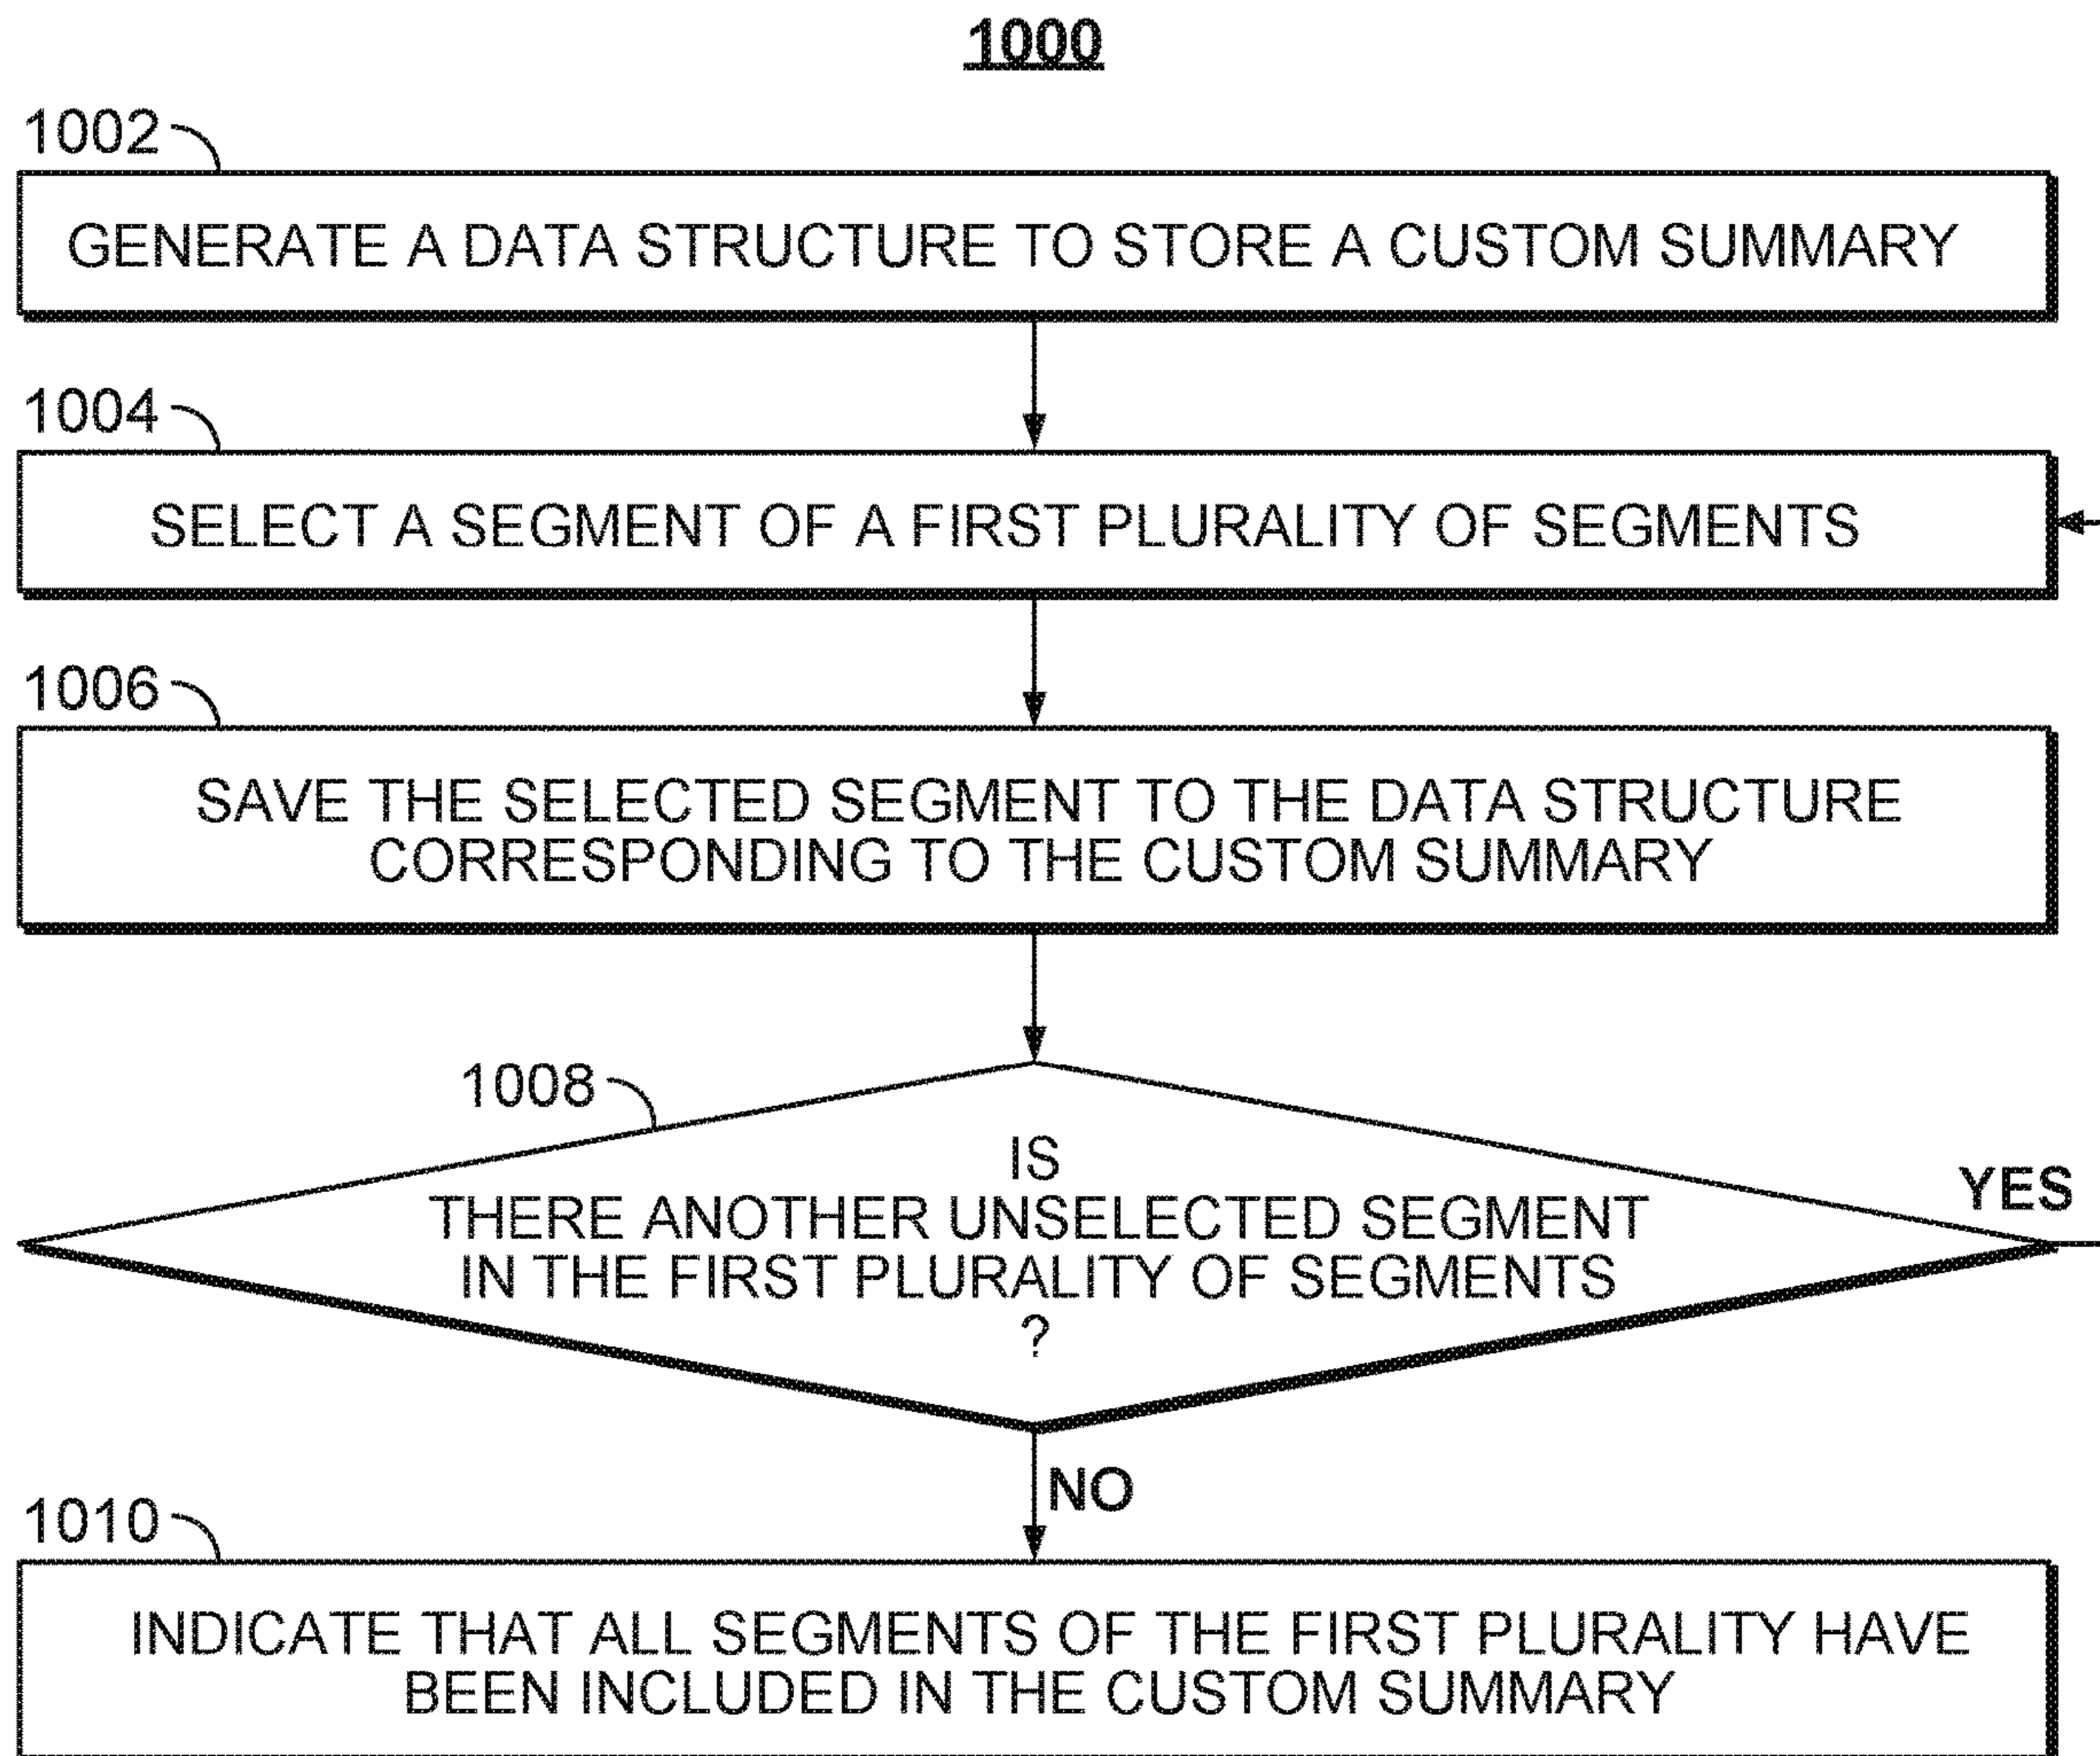 1000
1002
GENERATE A DATA STRUCTURE TO STORE A CUSTOM SUMMARY
1004
SELECT A SEGMENT OF A FIRST PLURALITY OF SEGMENTS
1006
SAVE THE SELECTED SEGMENT TO THE DATA STRUCTURE
CORRESPONDING TO THE CUSTOM SUMMARY
1008
IS
THERE ANOTHER UNSELECTED SEGMENT
IN THE FIRST PLURALITY OF SEGMENTS
?
YES
NO
1010
INDICATE THAT ALL SEGMENTS OF THE FIRST PLURALITY HAVE
BEEN INCLUDED IN THE CUSTOM SUMMARY